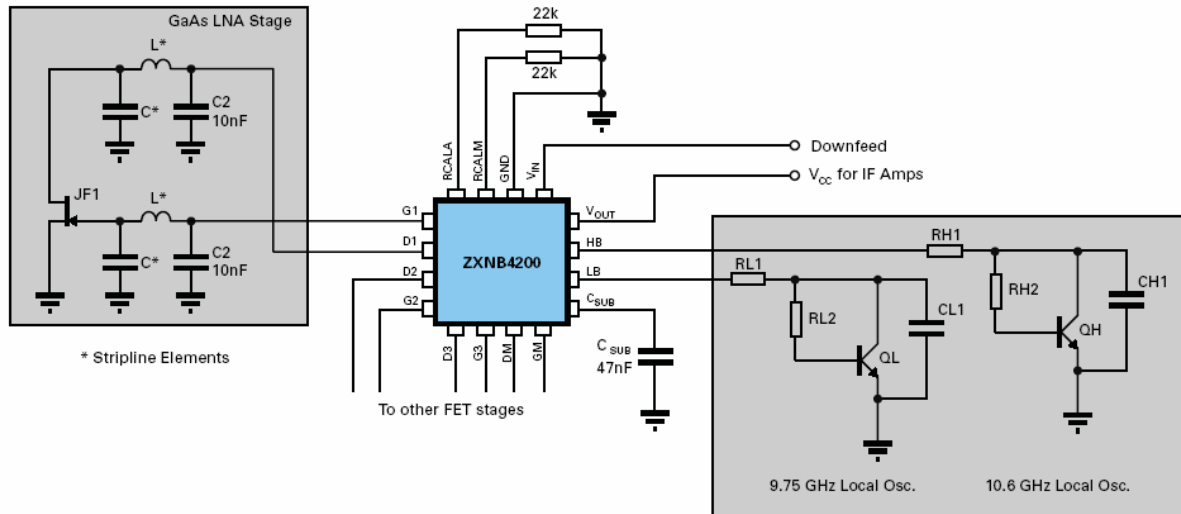 GaAs LNA Stage
L*
C*
C2
10nF
JF1
L*
C*
C2
10nF
* Stripline Elements
22k
22k
RCALA
RCALM
GND
VIN
G1
D1
D2
G2
ZXNB4200
VOUT
HB
LB
CSUB
D3
G3
DM
GM
To other FET stages
CSUB
47nF
Downfeed
VCC for IF Amps
RL1
RL2
CL1
QL
RH1
RH2
CH1
QH
9.75 GHz Local Osc.
10.6 GHz Local Osc.